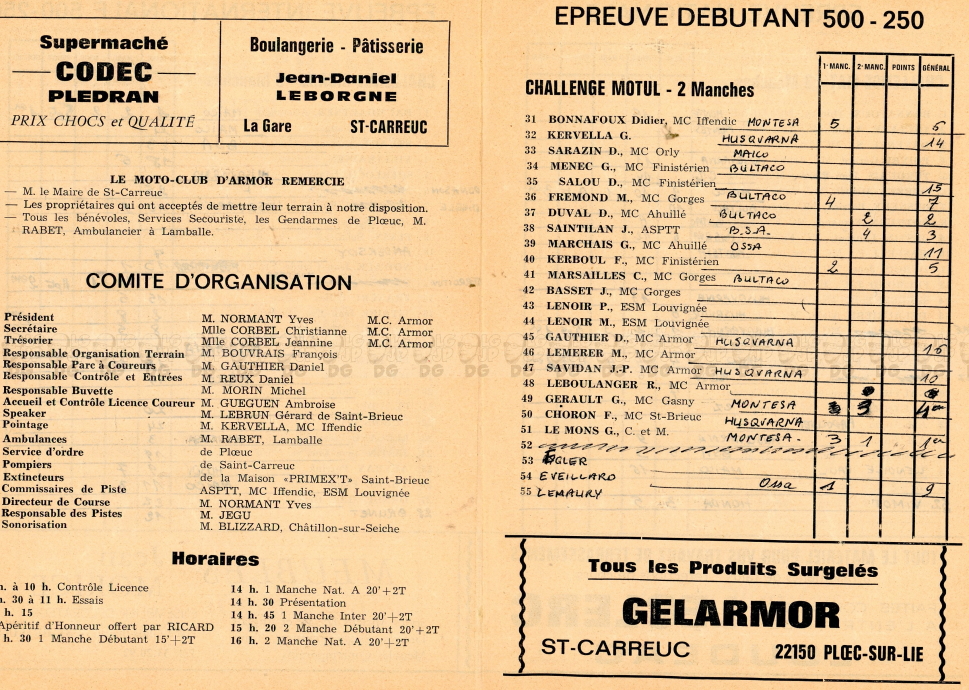 Supermaché
CODEC
PLEDRAN
PRIX CHOCS et QUALITÉ
Boulangerie - Pâtisserie
Jean-Daniel
LEBORGNE
La Gare ST-CARREUC
LE MOTO-CLUB D'ARMOR REMERCIE
— M. le Maire de St-Carreuc
— Les propriétaires qui ont acceptés de mettre leur terrain à notre disposition.
— Tous les bénévoles, Services Secouriste, les Gendarmes de Plœuc, M.
RABET, Ambulancier à Lamballe.
COMITE D'ORGANISATION
Président M. NORMANT Yves M.C. Armor
Secrétaire Mlle CORBEL Christianne M.C. Armor
Trésorier Mlle CORBEL Jeannine M.C. Armor
Responsable Organisation Terrain M. BOUVRAIS François
Responsable Parc à Coureurs M. GAUTHIER Daniel
Responsable Contrôle et Entrées M. REUX Daniel
Responsable Buvette M. MORIN Michel
Accueil et Contrôle Licence Coureur M. GUEGUEN Ambroise
Speaker M. LEBRUN Gérard de Saint-Brieuc
Pointage M. KERVELLA, MC Iffendic
Ambulances M. RABET, Lamballe
Service d'ordre de Plœuc
Pompiers de Saint-Carreuc
Extincteurs de la Maison «PRIMEX'T» Saint-Brieuc
Commissaires de Piste ASPTT, MC Iffendic, ESM Louvignée
Directeur de Course M. NORMANT Yves
Responsable des Pistes M. JEGU
Sonorisation M. BLIZZARD, Châtillon-sur-Seiche
Horaires
h. à 10 h. Contrôle Licence
h. 30 à 11 h. Essais
h. 15
Apéritif d'Honneur offert par RICARD
h. 30 1 Manche Débutant 15'+2T
14 h. 1 Manche Nat. A 20'+2T
14 h. 30 Présentation
14 h. 45 1 Manche Inter 20'+2T
15 h. 20 2 Manche Débutant 20'+2T
16 h. 2 Manche Nat. A 20'+2T
EPREUVE DEBUTANT 500 - 250
1e MANC. 2e MANC. POINTS GÉNÉRAL
CHALLENGE MOTUL - 2 Manches
31 BONNAFOUX Didier, MC Iffendic MONTESA 5 6
32 KERVELLA G. HUSQVARNA 14
33 SARAZIN D., MC Orly MAICO
34 MENEC G., MC Finistérien BULTACO
35 SALOU D., MC Finistérien 15
36 FREMOND M., MC Gorges BULTACO 4 7
37 DUVAL D., MC Ahuillé BULTACO 2 2
38 SAINTILAN J., ASPTT B.S.A. 4 3
39 MARCHAIS G., MC Ahuillé OSSA 11
40 KERBOUL F., MC Finistérien 2 5
41 MARSAILLES C., MC Gorges BULTACO
42 BASSET J., MC Gorges
43 LENOIR P., ESM Louvignée
44 LENOIR M., ESM Louvignée
45 GAUTHIER D., MC Armor HUSQVARNA 16
46 LEMERER M., MC Armor
47 SAVIDAN J.-P. MC Armor HUSQVARNA 10
48 LEBOULANGER R., MC Armor
49 GERAULT G., MC Gasny MONTESA 3
50 CHORON F., MC St-Brieuc HUSQVARNA
51 LE MONS G., C. et M. MONTESA. 3 1 1er
52
53 EGLER
54 EVEILLARD Ossa 1 9
55 LEMAURY
Tous les Produits Surgelés
GELARMOR
ST-CARREUC 22150 PLŒC-SUR-LIE